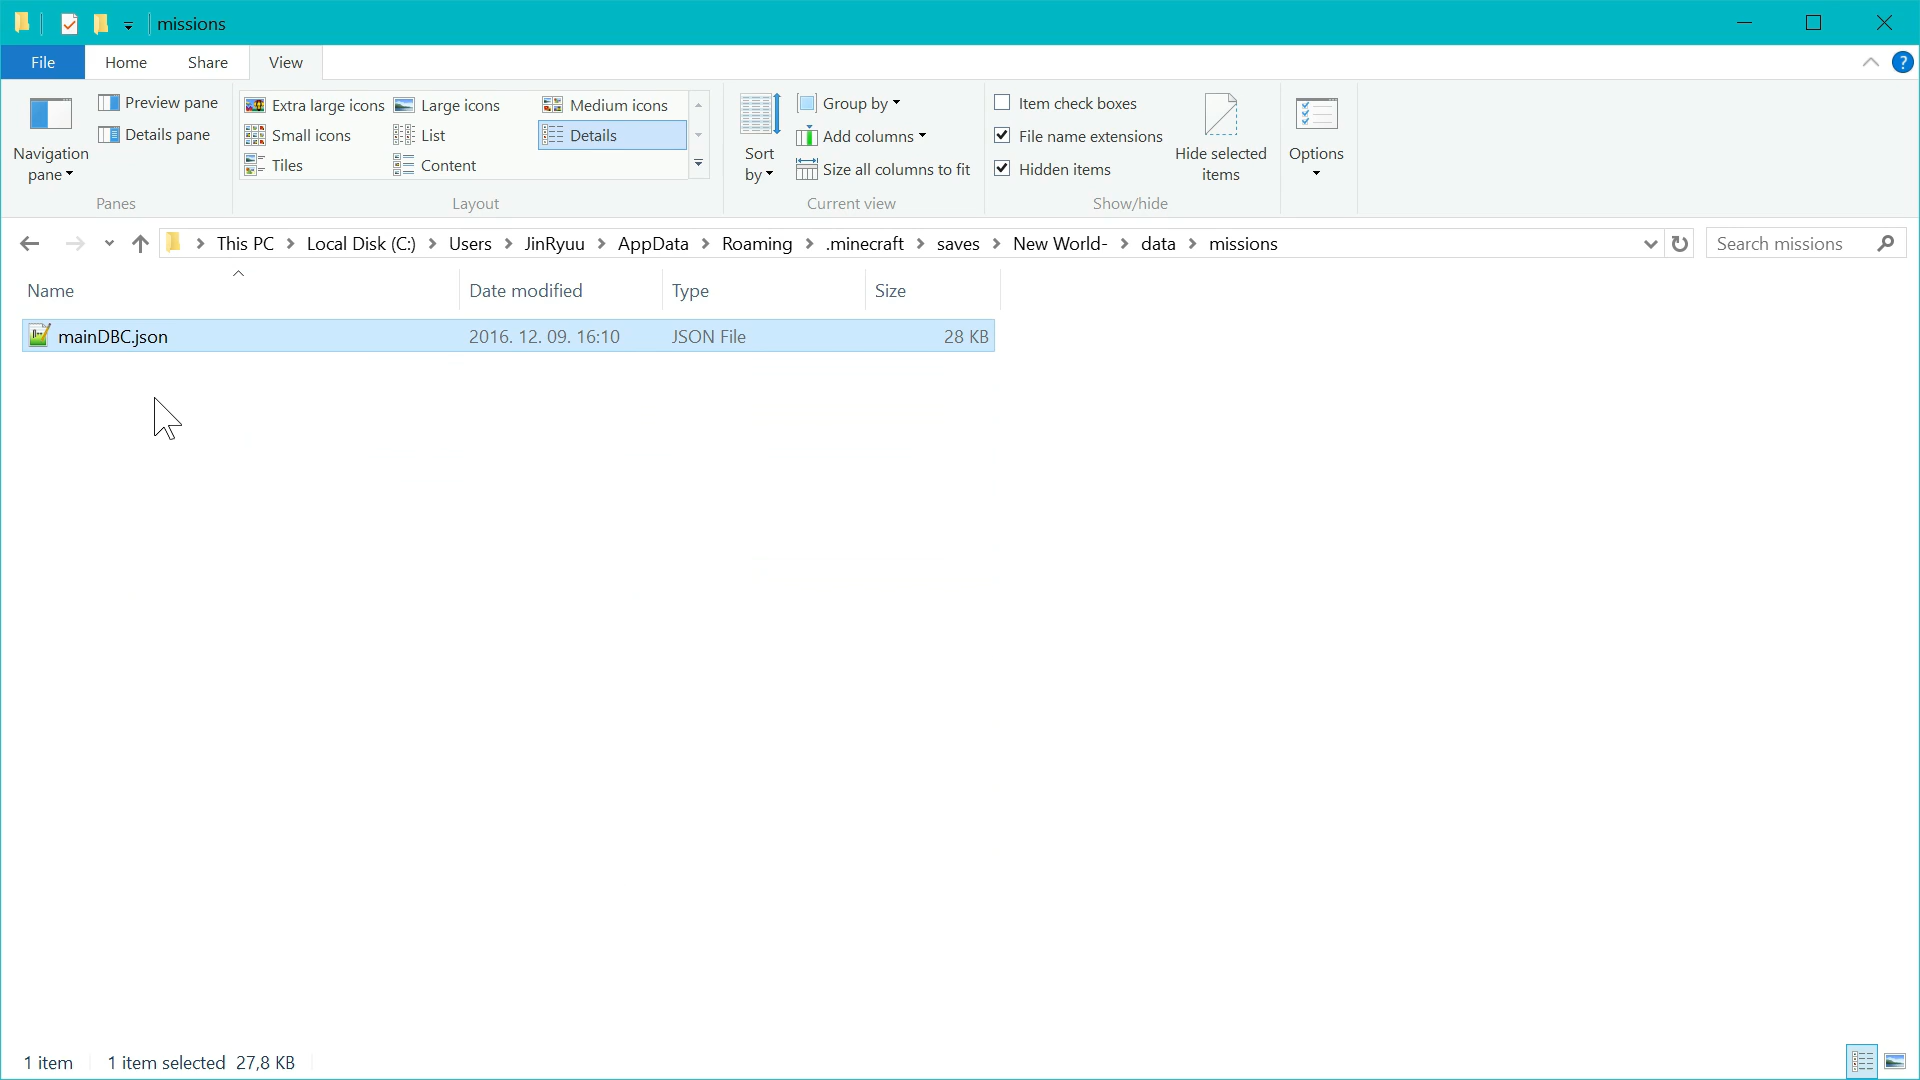 missions
File Home Share View
?
Navigation pane
Preview pane
Details pane
Panes
Extra large icons Large icons Medium icons
Small icons List Details
Tiles Content
Layout
Sort by
Group by
Add columns
Size all columns to fit
Current view
Item check boxes
File name extensions
Hidden items
Hide selected items
Show/hide
Options
This PC > Local Disk (C:) > Users > JinRyuu > AppData > Roaming > .minecraft > saves > New World- > data > missions
Search missions
Name Date modified Type Size
mainDBC.json 2016. 12. 09. 16:10 JSON File 28 KB
1 item 1 item selected 27,8 KB